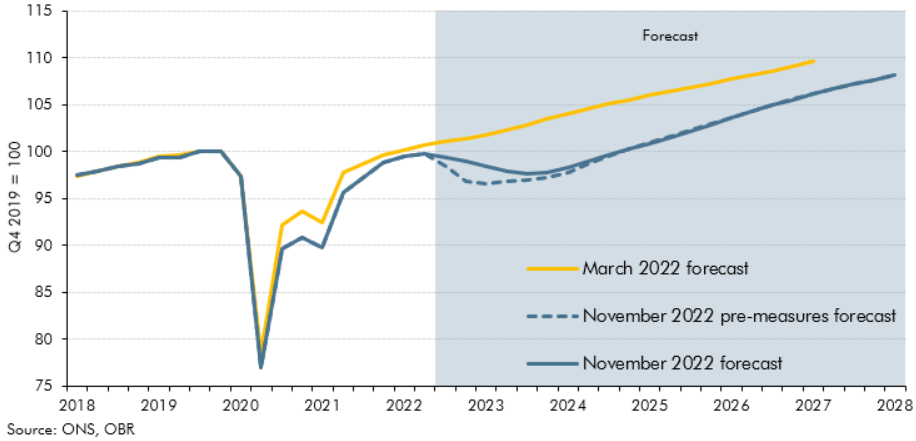 115
110
105
100
95
90
85
80
75
Q4 2019 = 100
Forecast
March 2022 forecast
November 2022 pre-measures forecast
November 2022 forecast
2018 2019 2020 2021 2022 2023 2024 2025 2026 2027 2028
Source: ONS, OBR